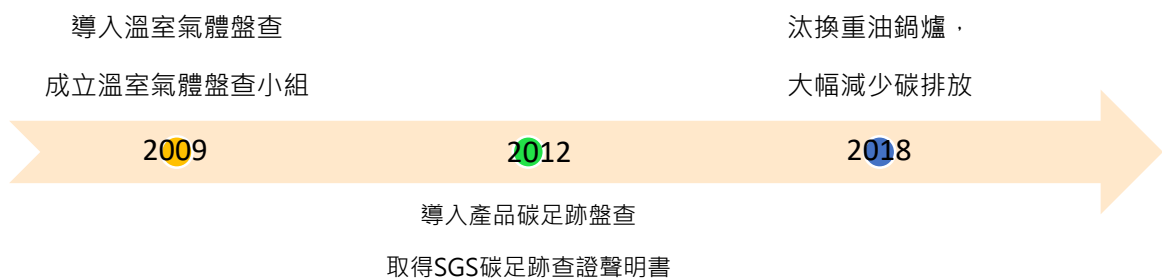 導入溫室氣體盤查
成立溫室氣體盤查小組
汰換重油鍋爐，
大幅減少碳排放
2009
2012
2018
導入產品碳足跡盤查
取得SGS碳足跡查證聲明書